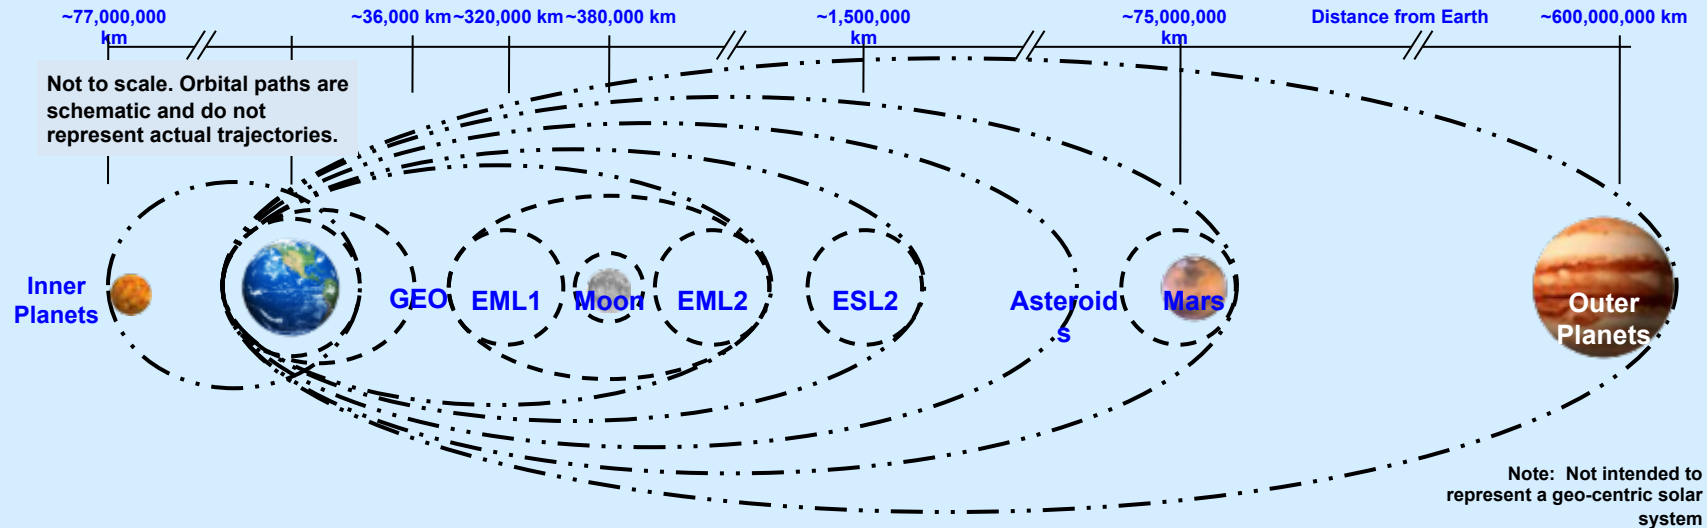 ~77,000,000
km
~36,000 km
~320,000 km
~380,000 km
~1,500,000
km
~75,000,000
km
Distance from Earth
~600,000,000 km
Not to scale. Orbital paths are
schematic and do not
represent actual trajectories.
Inner
Planets
GEO
EML1
Moon
EML2
ESL2
Asteroid
s
Mars
Outer
Planets
Note: Not intended to
represent a geo-centric solar
system